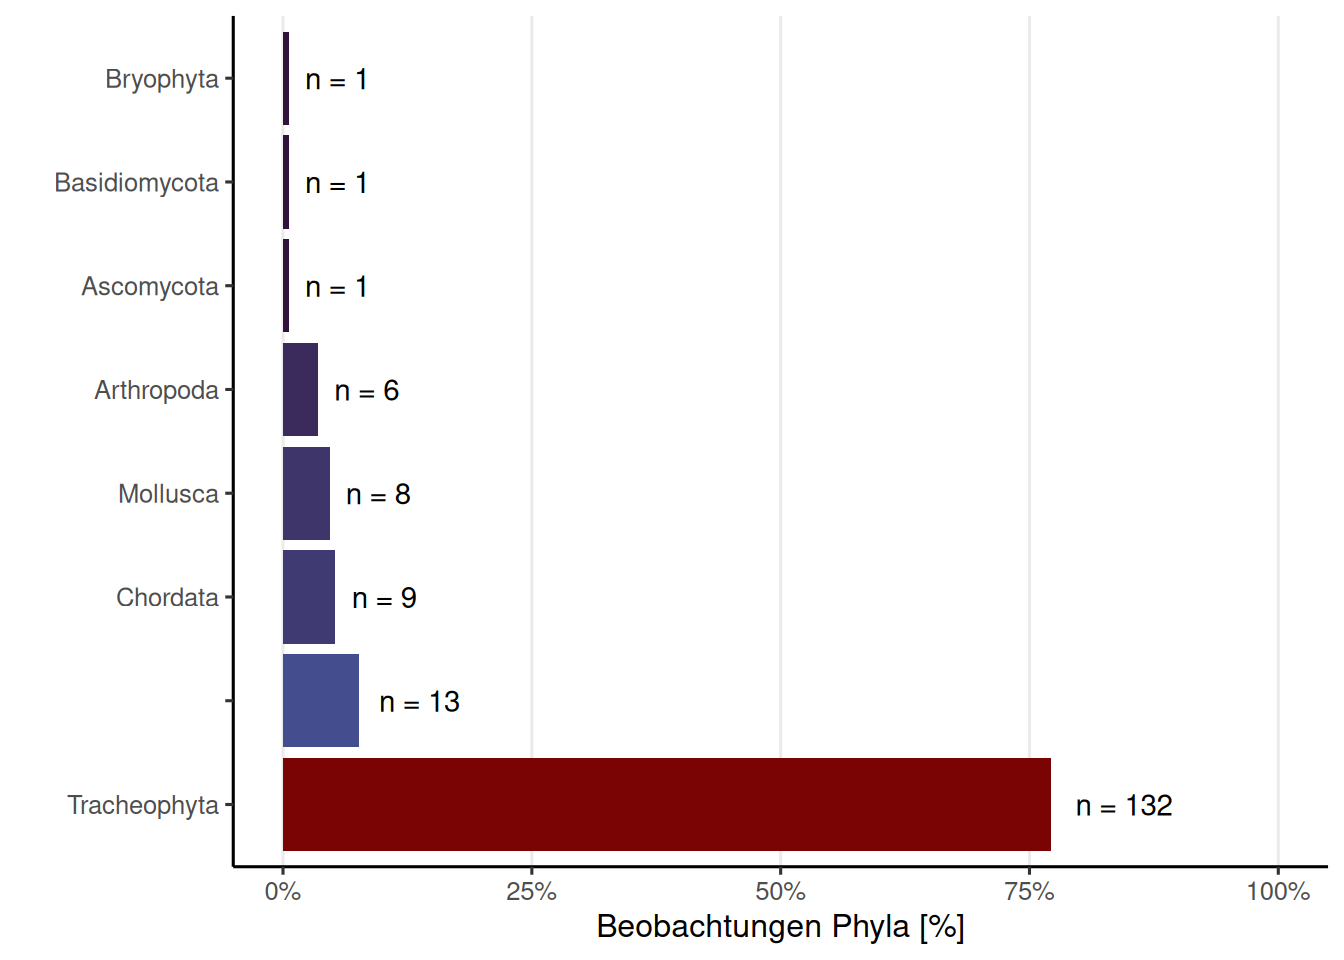 Bryophyta n = 1
Basidiomycota n = 1
Ascomycota n = 1
Arthropoda n = 6
Mollusca n = 8
Chordata n = 9
n = 13
Tracheophyta n = 132
0% 25% 50% 75% 100%
Beobachtungen Phyla [%]